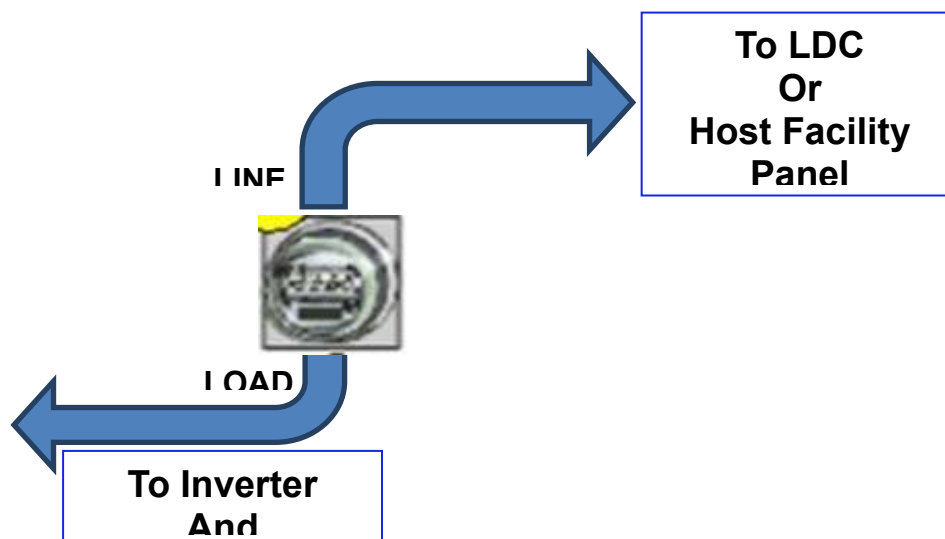 To LDC
Or
Host Facility
Panel
LINE
LOAD
To Inverter
And